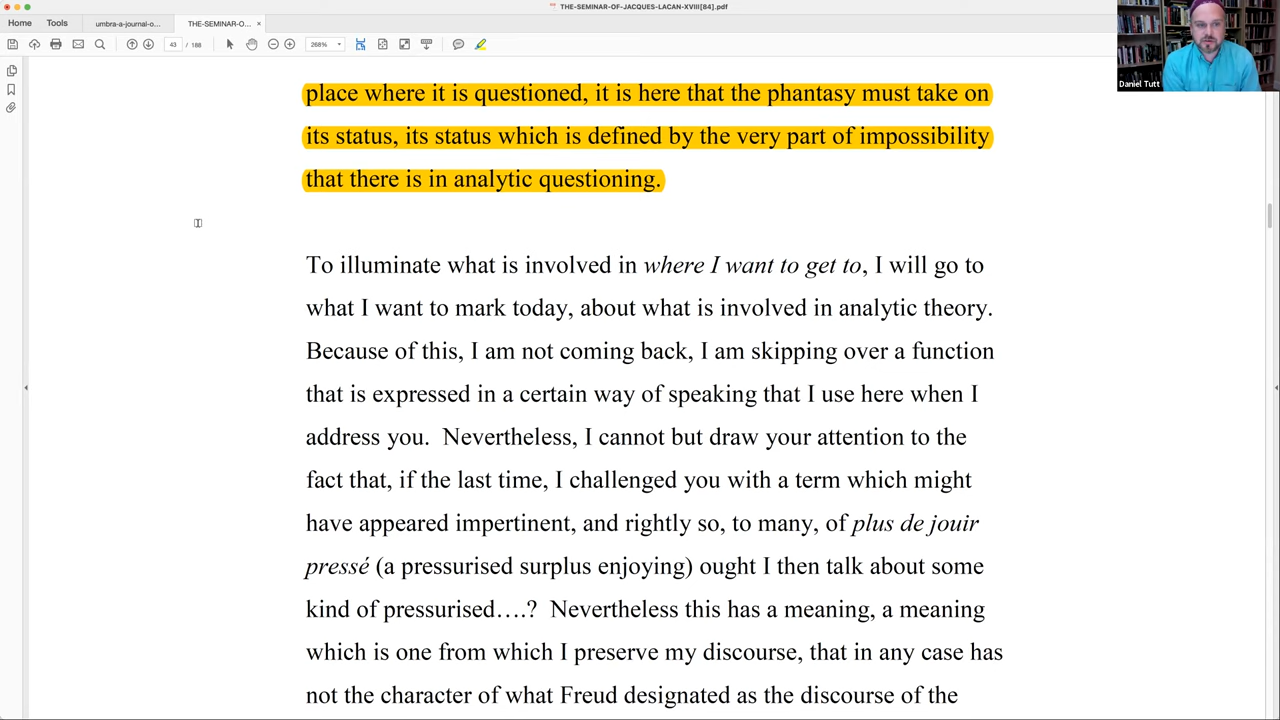 THE-SEMINAR-OF-JACQUES-LACAN-XVIII[84].pdf
Home Tools umbra-a-journal-o... THE-SEMINAR-O... ×
43 / 188 268%
Daniel Tutt
place where it is questioned, it is here that the phantasy must take on
its status, its status which is defined by the very part of impossibility
that there is in analytic questioning.
To illuminate what is involved in where I want to get to, I will go to
what I want to mark today, about what is involved in analytic theory.
Because of this, I am not coming back, I am skipping over a function
that is expressed in a certain way of speaking that I use here when I
address you. Nevertheless, I cannot but draw your attention to the
fact that, if the last time, I challenged you with a term which might
have appeared impertinent, and rightly so, to many, of plus de jouir
pressé (a pressurised surplus enjoying) ought I then talk about some
kind of pressurised….? Nevertheless this has a meaning, a meaning
which is one from which I preserve my discourse, that in any case has
not the character of what Freud designated as the discourse of the